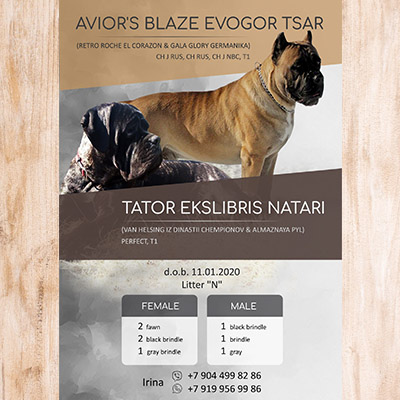 AVIOR'S BLAZE EVOGOR TSAR
(RETRO ROCHE EL CORAZON & GALA GLORY GERMANIKA)
CH J RUS, CH RUS, CH J NBC, T1
TATOR EKSLIBRIS NATARI
(VAN HELSING IZ DINASTII CHEMPIONOV & ALMAZNAYA PYL)
PERFECT, T1
d.o.b. 11.01.2020
Litter "N"
FEMALE
2 fawn
2 black brindle
1 gray brindle
MALE
1 black brindle
1 brindle
1 gray
Irina
+7 904 499 82 86
+7 919 956 99 86